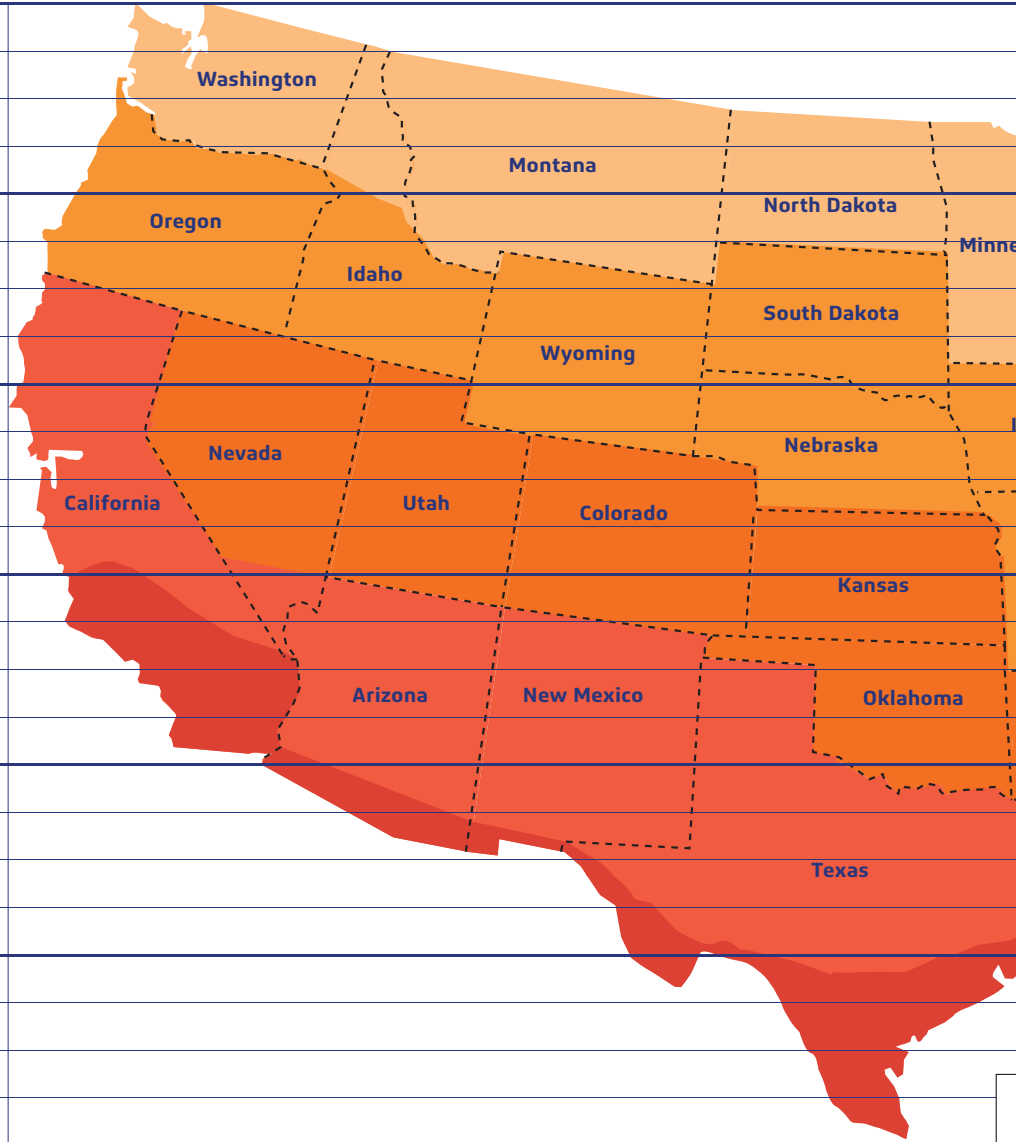 Washington
Montana
North Dakota
Oregon
Minne
Idaho
South Dakota
Wyoming
Nebraska
Nevada
Utah
California
Colorado
Kansas
Arizona
New Mexico
Oklahoma
Texas